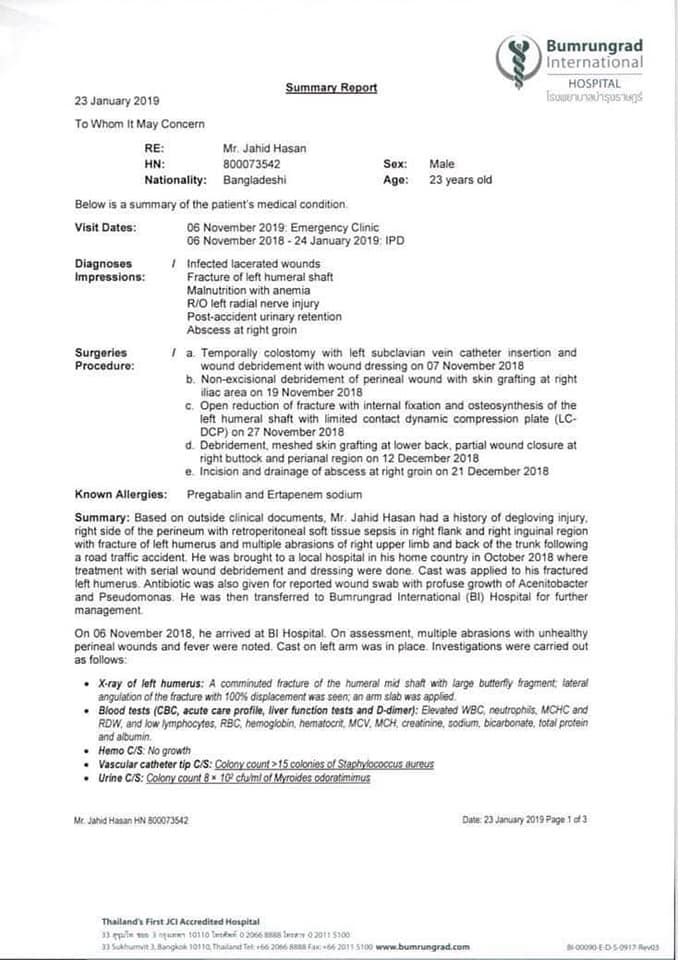 Bumrungrad
International
HOSPITAL
โรงพยาบาลบำรุงราษฎร์
Summary Report
23 January 2019
To Whom It May Concern
RE: Mr. Jahid Hasan
HN: 800073542 Sex: Male
Nationality: Bangladeshi Age: 23 years old
Below is a summary of the patient's medical condition.
Visit Dates: 06 November 2019: Emergency Clinic
06 November 2018 - 24 January 2019: IPD
Diagnoses / Infected lacerated wounds
Impressions: Fracture of left humeral shaft
Malnutrition with anemia
R/O left radial nerve injury
Post-accident urinary retention
Abscess at right groin
Surgeries / a. Temporally colostomy with left subclavian vein catheter insertion and
Procedure: wound debridement with wound dressing on 07 November 2018
b. Non-excisional debridement of perineal wound with skin grafting at right
iliac area on 19 November 2018
c. Open reduction of fracture with internal fixation and osteosynthesis of the
left humeral shaft with limited contact dynamic compression plate (LC-
DCP) on 27 November 2018
d. Debridement, meshed skin grafting at lower back, partial wound closure at
right buttock and perianal region on 12 December 2018
e. Incision and drainage of abscess at right groin on 21 December 2018
Known Allergies: Pregabalin and Ertapenem sodium
Summary: Based on outside clinical documents, Mr. Jahid Hasan had a history of degloving injury,
right side of the perineum with retroperitoneal soft tissue sepsis in right flank and right inguinal region
with fracture of left humerus and multiple abrasions of right upper limb and back of the trunk following
a road traffic accident. He was brought to a local hospital in his home country in October 2018 where
treatment with serial wound debridement and dressing were done. Cast was applied to his fractured
left humerus. Antibiotic was also given for reported wound swab with profuse growth of Acenitobacter
and Pseudomonas. He was then transferred to Bumrungrad International (BI) Hospital for further
management.
On 06 November 2018, he arrived at BI Hospital. On assessment, multiple abrasions with unhealthy
perineal wounds and fever were noted. Cast on left arm was in place. Investigations were carried out
as follows:
• X-ray of left humerus: A comminuted fracture of the humeral mid shaft with large butterfly fragment; lateral
angulation of the fracture with 100% displacement was seen; an arm slab was applied.
• Blood tests (CBC, acute care profile, liver function tests and D-dimer): Elevated WBC, neutrophils, MCHC and
RDW, and low lymphocytes, RBC, hemoglobin, hematocrit, MCV, MCH, creatinine, sodium, bicarbonate, total protein
and albumin.
• Hemo C/S: No growth
• Vascular catheter tip C/S: Colony count >15 colonies of Staphylococcus aureus
• Urine C/S: Colony count 8 × 10² cfu/ml of Myroides odoratimimus
Mr. Jahid Hasan HN 800073542 Date: 23 January 2019 Page 1 of 3
Thailand's First JCI Accredited Hospital
33 สุขุมวิท ซอย 3 กรุงเทพฯ 10110 โทรศัพท์ 0 2066 8888 โทรสาร 0 2011 5100
33 Sukhumvit 3, Bangkok 10110, Thailand Tel: +66 2066 8888 Fax: +66 2011 5100 www.bumrungrad.com BI-00090-E-D-S-0917-Rev03